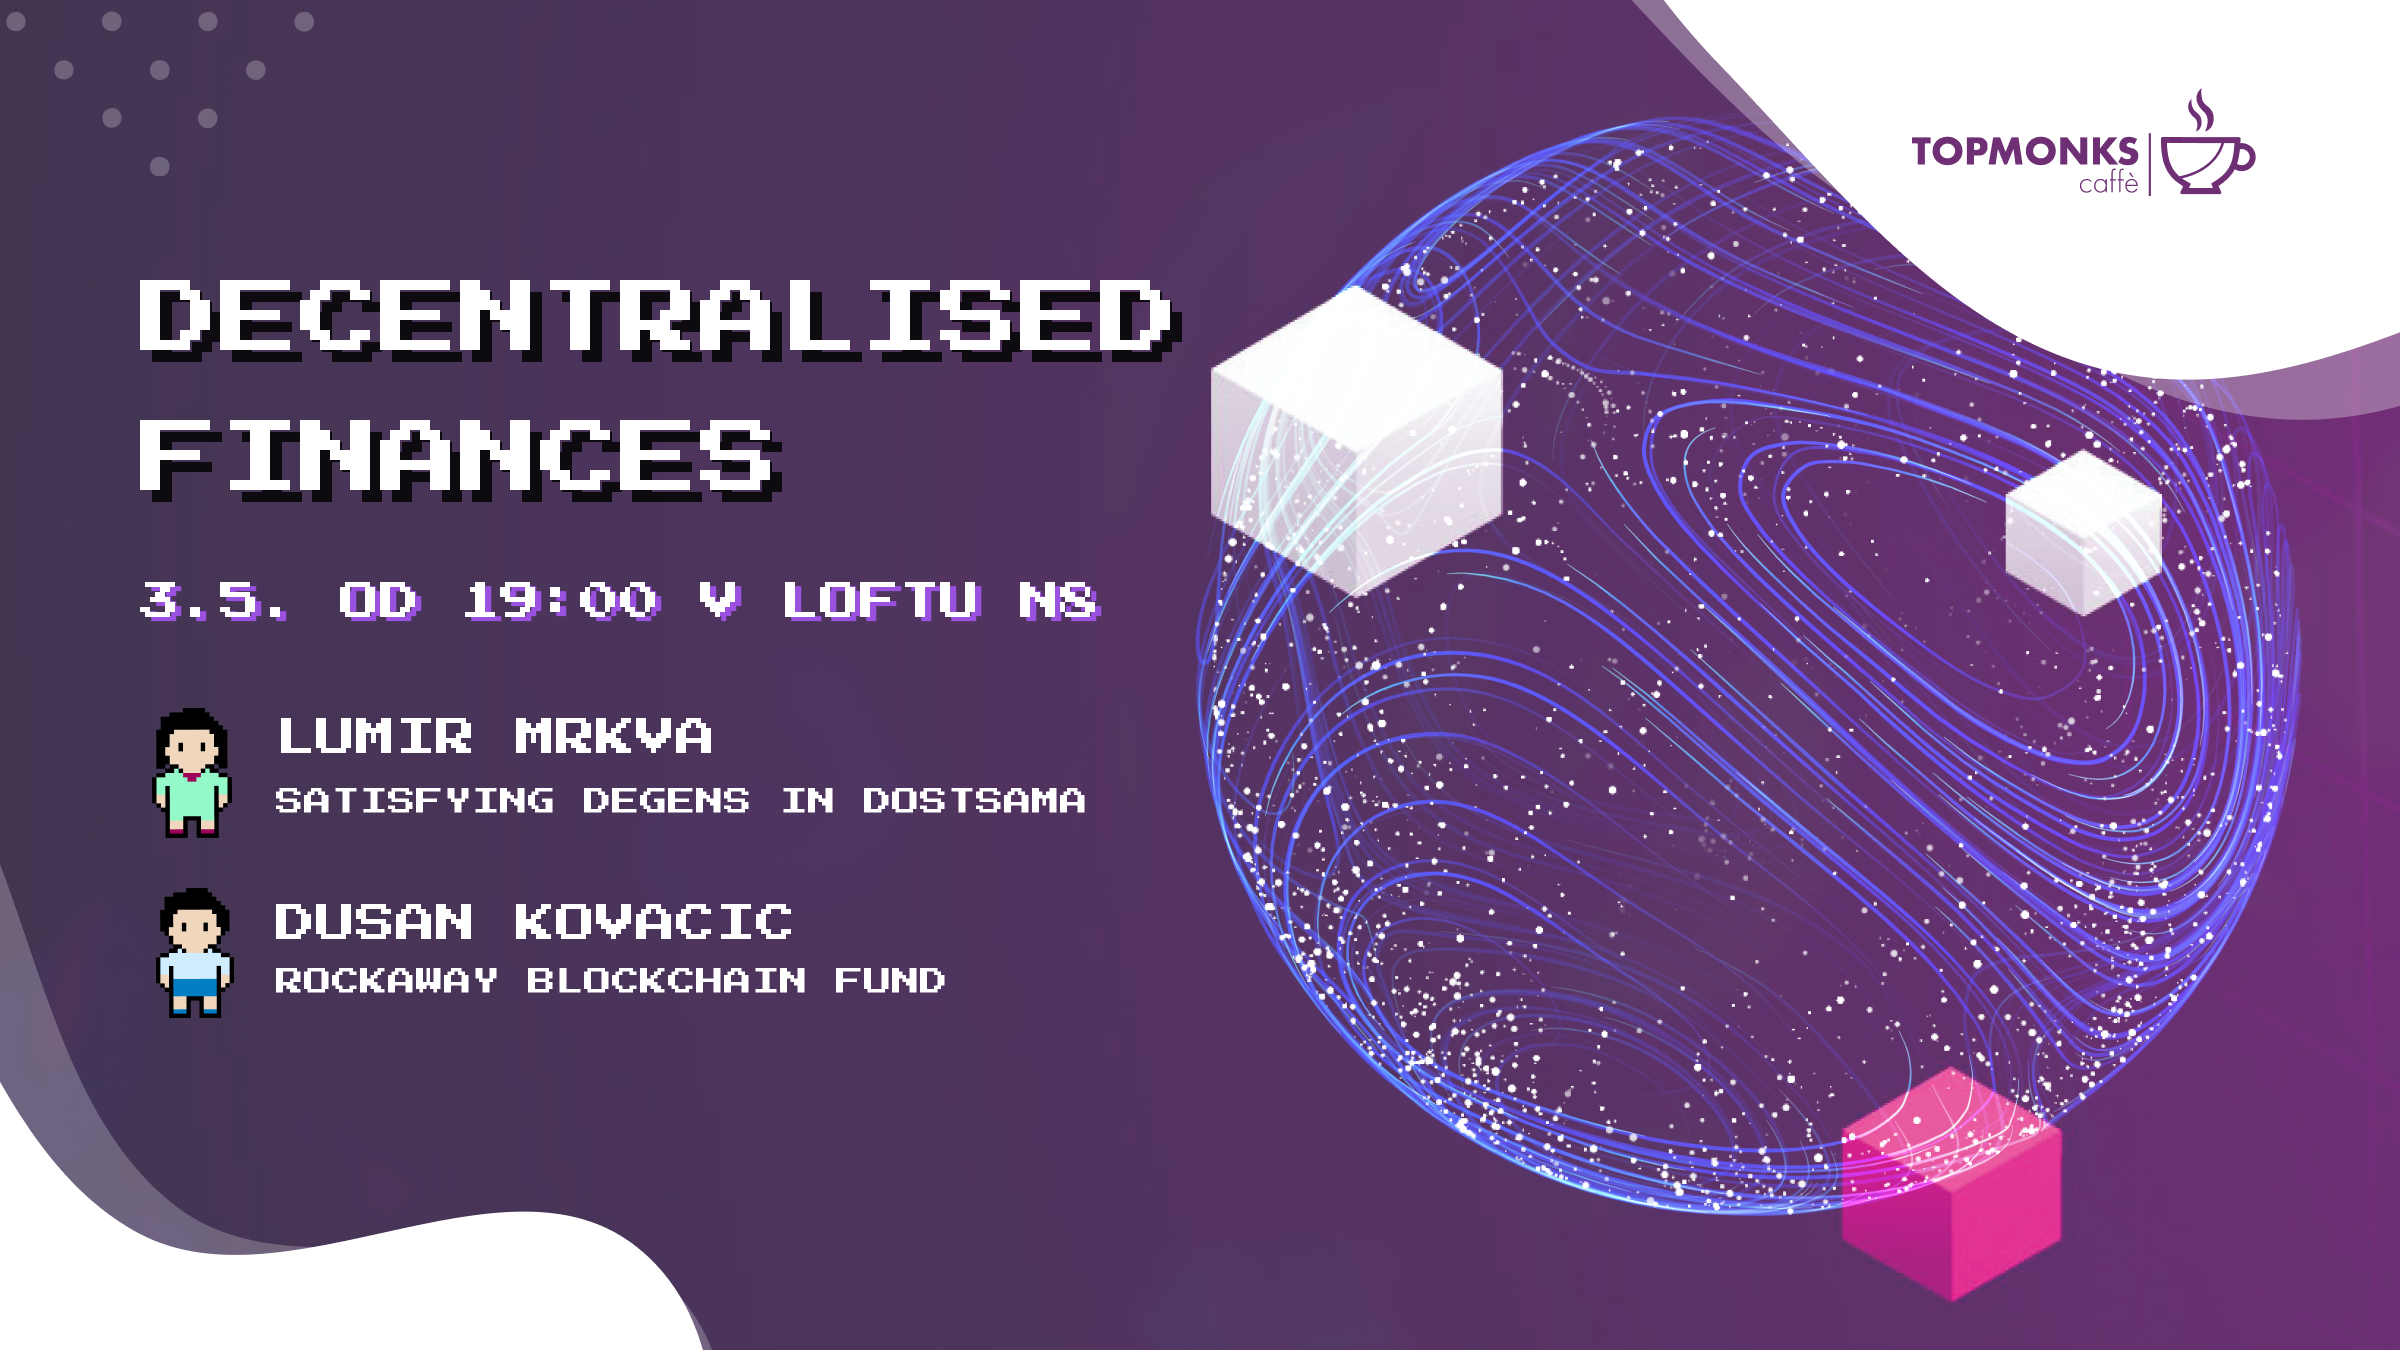 TOPMONKS
caffè
DECENTRALISED
FINANCES
3.5. OD 19:00 V LOFTU N8
LUMIR MRKVA
SATISFYING DEGENS IN DOSTSAMA
DUSAN KOVACIC
ROCKAWAY BLOCKCHAIN FUND